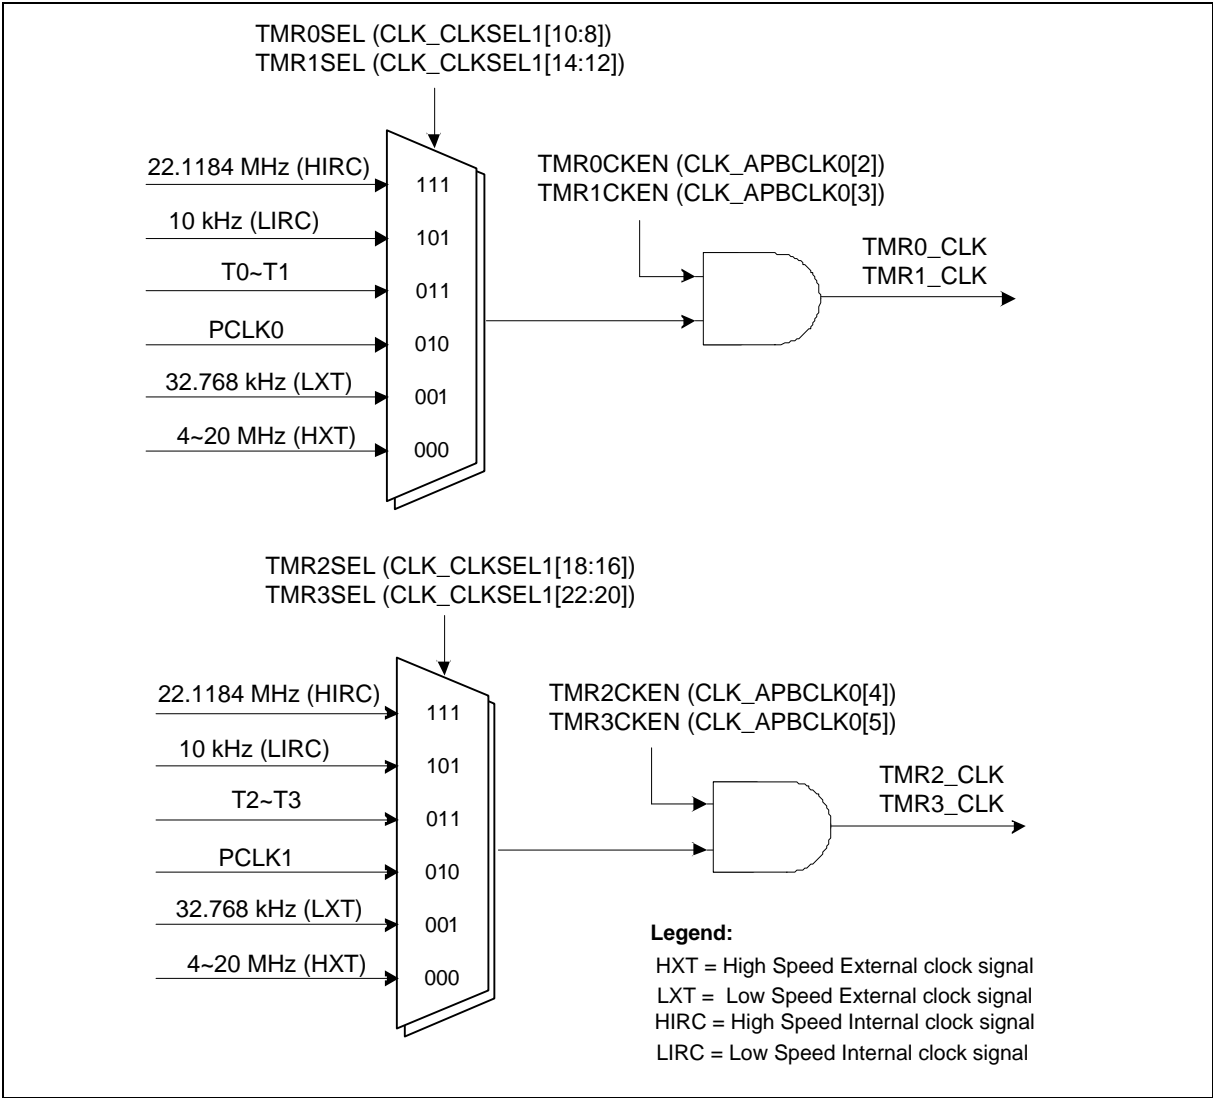 TMR0SEL (CLK_CLKSEL1[10:8])
TMR1SEL (CLK_CLKSEL1[14:12])
22.1184 MHz (HIRC)
111
10 kHz (LIRC)
101
T0~T1
011
PCLK0
010
32.768 kHz (LXT)
001
4~20 MHz (HXT)
000
TMR0CKEN (CLK_APBCLK0[2])
TMR1CKEN (CLK_APBCLK0[3])
TMR0_CLK
TMR1_CLK
TMR2SEL (CLK_CLKSEL1[18:16])
TMR3SEL (CLK_CLKSEL1[22:20])
22.1184 MHz (HIRC)
111
10 kHz (LIRC)
101
T2~T3
011
PCLK1
010
32.768 kHz (LXT)
001
4~20 MHz (HXT)
000
TMR2CKEN (CLK_APBCLK0[4])
TMR3CKEN (CLK_APBCLK0[5])
TMR2_CLK
TMR3_CLK
Legend:
HXT = High Speed External clock signal
LXT = Low Speed External clock signal
HIRC = High Speed Internal clock signal
LIRC = Low Speed Internal clock signal